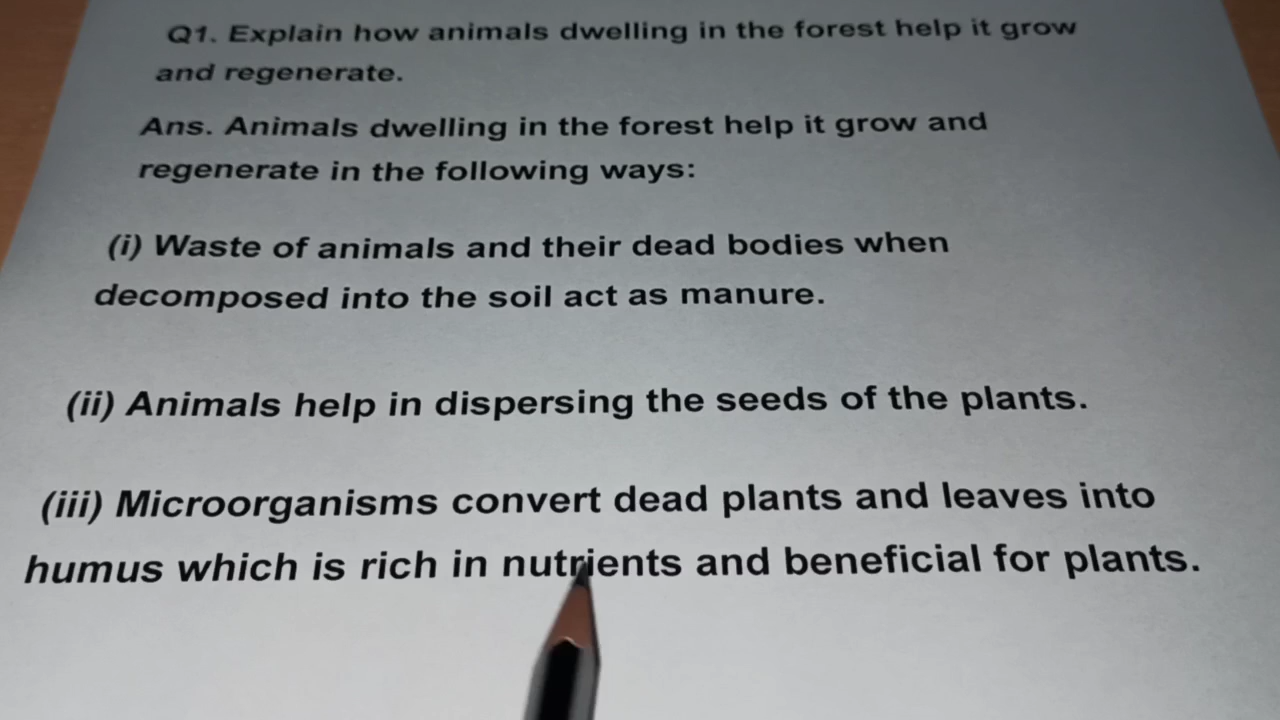 Q1. Explain how animals dwelling in the forest help it grow
and regenerate.
Ans. Animals dwelling in the forest help it grow and
regenerate in the following ways:
(i) Waste of animals and their dead bodies when
decomposed into the soil act as manure.
(ii) Animals help in dispersing the seeds of the plants.
(iii) Microorganisms convert dead plants and leaves into
humus which is rich in nutrients and beneficial for plants.